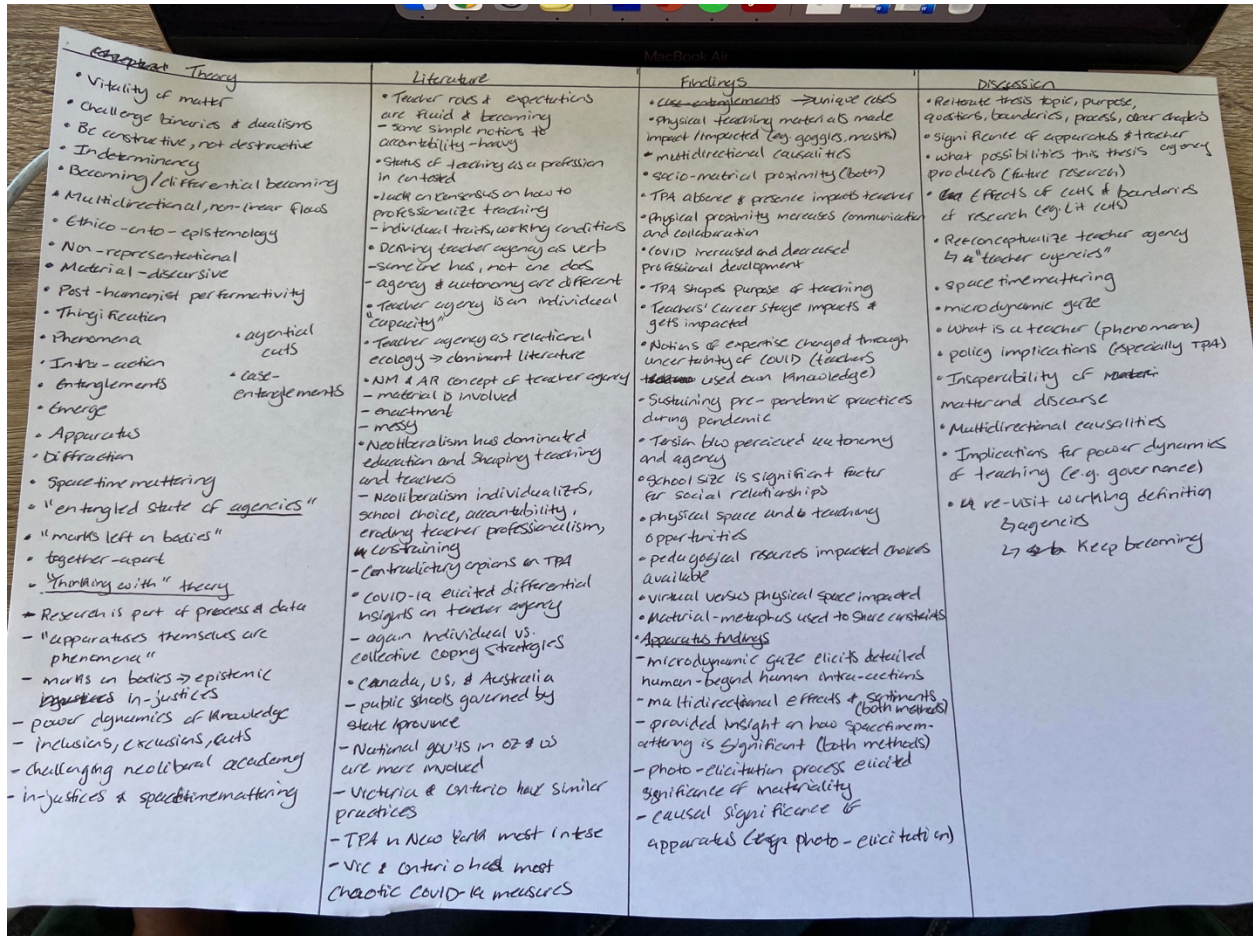 MacBook Air
Theory
• Vitality of matter
• Challenge binaries & dualisms
• Be constructive, not destructive
• Indeterminency
• Becoming/differential becoming
• Multidirectional, non-linear flows
• Ethico-onto-epistemology
• Non-representational
• Material-discursive
• Post-humanist performativity
• Thingification
• Phenomena
• agential
cuts
• Intra-action
• case-
entanglements
• Entanglements
• Emerge
• Apparatus
• Diffraction
• Spacetimemattering
• "entangled state of agencies"
• "marks left on bodies"
• together-apart
• "Thinking with" theory
- Research is part of process & data
- "apparatuses themselves are
phenomena"
- marks on bodies → epistemic
in-justices
- power dynamics of knowledge
- inclusions, exclusions, cuts
- challenging neoliberal academy
- in-justices & spacetimemattering
Literature
• Teacher roles & expectations
are fluid & becoming
- some simple notions to
accountability-heavy
• Status of teaching as a profession
in contested
• Lack on consensus on how to
professionalize teaching
- individual traits, working conditions
• Defining teacher agency as verb
- someone has, not one does
- agency & autonomy are different
• Teacher agency is an individual
"capacity"
• Teacher agency as relational
ecology → dominant literature
• NM & AR concept of teacher agency
- material is involved
- enactment
- messy
• Neoliberalism has dominated
education and shaping teaching
and teachers
- Neoliberalism individualizes,
school choice, accountability,
eroding teacher professionalism,
constraining
- Contradictory opinions on TPA
• COVID-19 elicited differential
insights on teacher agency
- again individual vs.
collective coping strategies
• Canada, US, & Australia
- public schools governed by
state/province
- National gov'ts in OZ & US
are more involved
- Victoria & Ontario have similar
practices
- TPA in New York most intese
- Vic & Ontario had most
chaotic COVID-19 measures
Findings
• case-entanglements → unique cases
• Physical teaching materials made
impact/impacted (eg. goggles, masks)
• multidirectional causalities
• socio-matrical proximity (both)
• TPA absence & presence impacts teacher
• Physical proximity increases communication
and collaboration
• COVID increased and decreased
professional development
• TPA shapes purpose of teaching
• Teachers' career stage impacts &
gets impacted
• Notions of expertise changed through
uncertainty of COVID (teachers
used own knowledge)
• Sustaining pre-pandemic practices
during pandemic
• Tension btw perceived autonomy
and agency
• School size is significant factor
for social relationships
• physical space and teaching
opportunities
• pedagogical resources impacted choices
available
• virtual versus physical space impacted
• Material-metaphors used to share constraints
• Apparatus findings
- microdynamic gaze elicits detailed
human-beyond human intra-actions
- multidirectional effects & sentiments
(both methods)
- provided insight on how spacetimem-
attering is significant (both methods)
- photo-elicitation process elicited
significance of materiality
- causal significance of
apparatus (photo-elicitation)
Discussion
• Reiterate thesis topic, purpose,
questions, boundaries, process, other chapters
• Significance of apparatus & teacher
agency
• what possibilities this thesis
produces (future research)
• Effects of cuts & boundaries
of research (eg. lit cuts)
• Re-conceptualize teacher agency
↳ "teacher agencies"
• spacetimemattering
• microdynamic gaze
• What is a teacher (phenomena)
• policy implications (especially TPA)
• Inseperability of
matter and discourse
• Multidirectional causalities
• Implications for power dynamics
of teaching (e.g. governance)
• re-visit working definition
↳ agencies
↳ Keep becoming